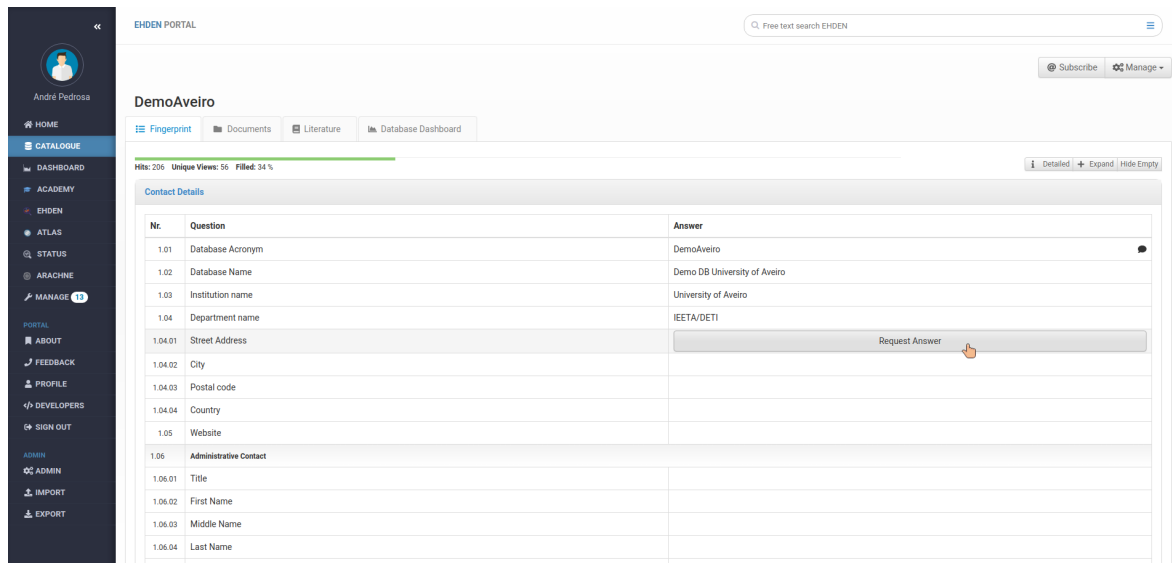 «
EHDEN PORTAL
Free text search EHDEN
@ Subscribe
Manage
André Pedrosa
DemoAveiro
HOME
CATALOGUE
DASHBOARD
ACADEMY
EHDEN
ATLAS
STATUS
ARACHNE
MANAGE 13
PORTAL
ABOUT
FEEDBACK
PROFILE
</> DEVELOPERS
SIGN OUT
ADMIN
ADMIN
IMPORT
EXPORT
Fingerprint
Documents
Literature
Database Dashboard
Hits: 206 Unique Views: 56 Filled: 34 %
i Detailed
+ Expand
Hide Empty
Contact Details
Nr. Question Answer
1.01 Database Acronym DemoAveiro
1.02 Database Name Demo DB University of Aveiro
1.03 Institution name University of Aveiro
1.04 Department name IEETA/DETI
1.04.01 Street Address Request Answer
1.04.02 City
1.04.03 Postal code
1.04.04 Country
1.05 Website
1.06 Administrative Contact
1.06.01 Title
1.06.02 First Name
1.06.03 Middle Name
1.06.04 Last Name